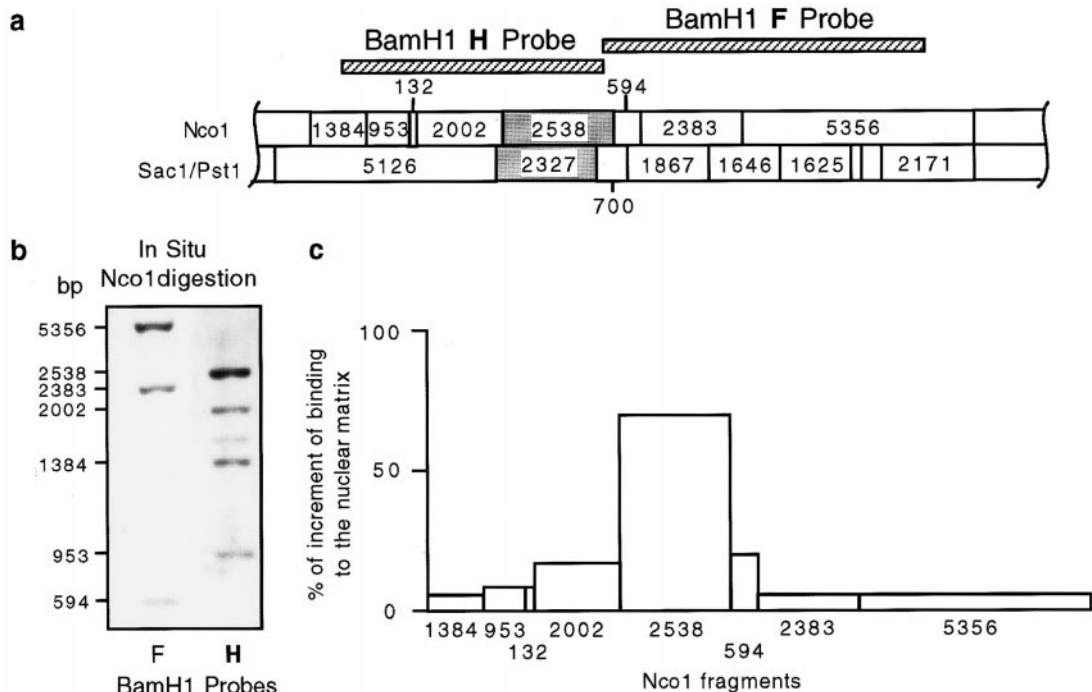 a
BamH1 H Probe
BamH1 F Probe
132
594
Nco1
1384
953
2002
2538
2383
5356
Sac1/Pst1
5126
2327
1867
1646
1625
2171
700
b
In Situ
Nco1digestion
bp
5356
2538
2383
2002
1384
953
594
F
H
BamH1 Probes
c
% of increment of binding
to the nuclear matrix
100
50
0
1384
953
2002
2538
2383
5356
132
594
Nco1 fragments